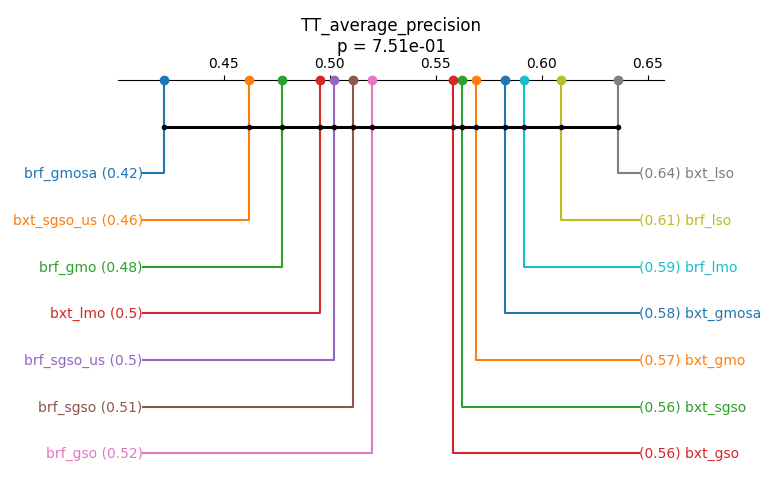 TT_average_precision
p = 7.51e-01
0.45 0.50 0.55 0.60 0.65
brf_gmosa (0.42)
(0.64) bxt_lso
bxt_sgso_us (0.46)
(0.61) brf_lso
brf_gmo (0.48)
(0.59) brf_lmo
bxt_lmo (0.5)
(0.58) bxt_gmosa
brf_sgso_us (0.5)
(0.57) bxt_gmo
brf_sgso (0.51)
(0.56) bxt_sgso
brf_gso (0.52)
(0.56) bxt_gso